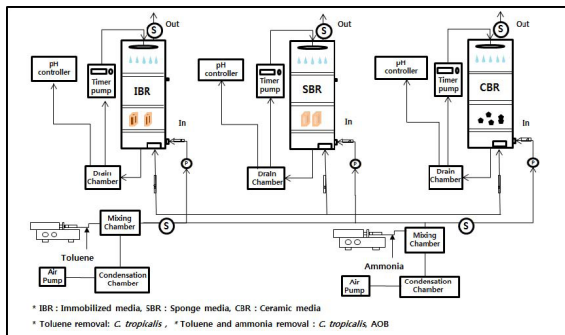 S
Out
pH
controller
Timer
pump
IBR
In
P
Drain
Chamber
S
Out
pH
controller
Timer
pump
SBR
In
P
Drain
Chamber
S
Out
pH
controller
Timer
pump
CBR
In
P
Drain
Chamber
Mixing
Chamber
S
Toluene
Air
Pump
Condensation
Chamber
Mixing
Chamber
S
Ammonia
Air
Pump
Condensation
Chamber
* IBR : Immobilized media, SBR : Sponge media, CBR : Ceramic media
* Toluene removal: C. tropicalis , * Toluene and ammonia removal : C. tropicalis, AOB